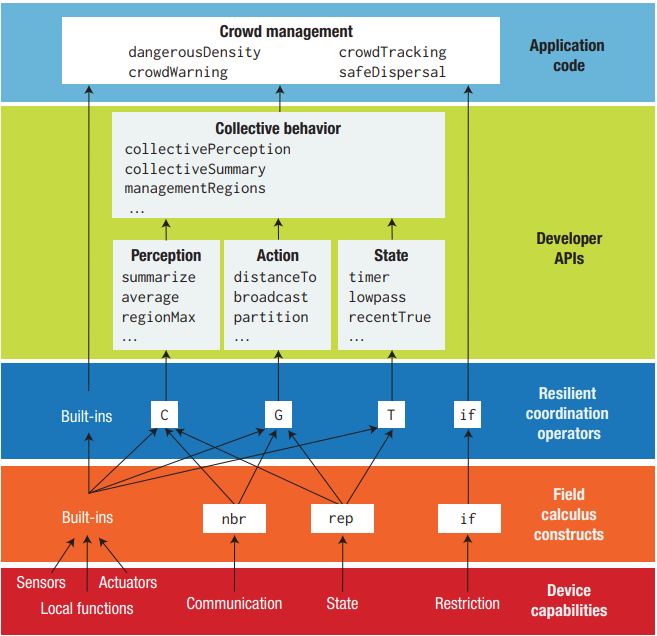 Crowd management
dangerousDensity crowdTracking
crowdWarning safeDispersal
Application
code
Collective behavior
collectivePerception
collectiveSummary
managementRegions
...
Developer
APIs
Perception
summarize
average
regionMax
...
Action
distanceTo
broadcast
partition
...
State
timer
lowpass
recentTrue
...
Built-ins C G T if
Resilient
coordination
operators
Built-ins nbr rep if
Field
calculus
constructs
Sensors Actuators
Local functions
Communication State Restriction
Device
capabilities